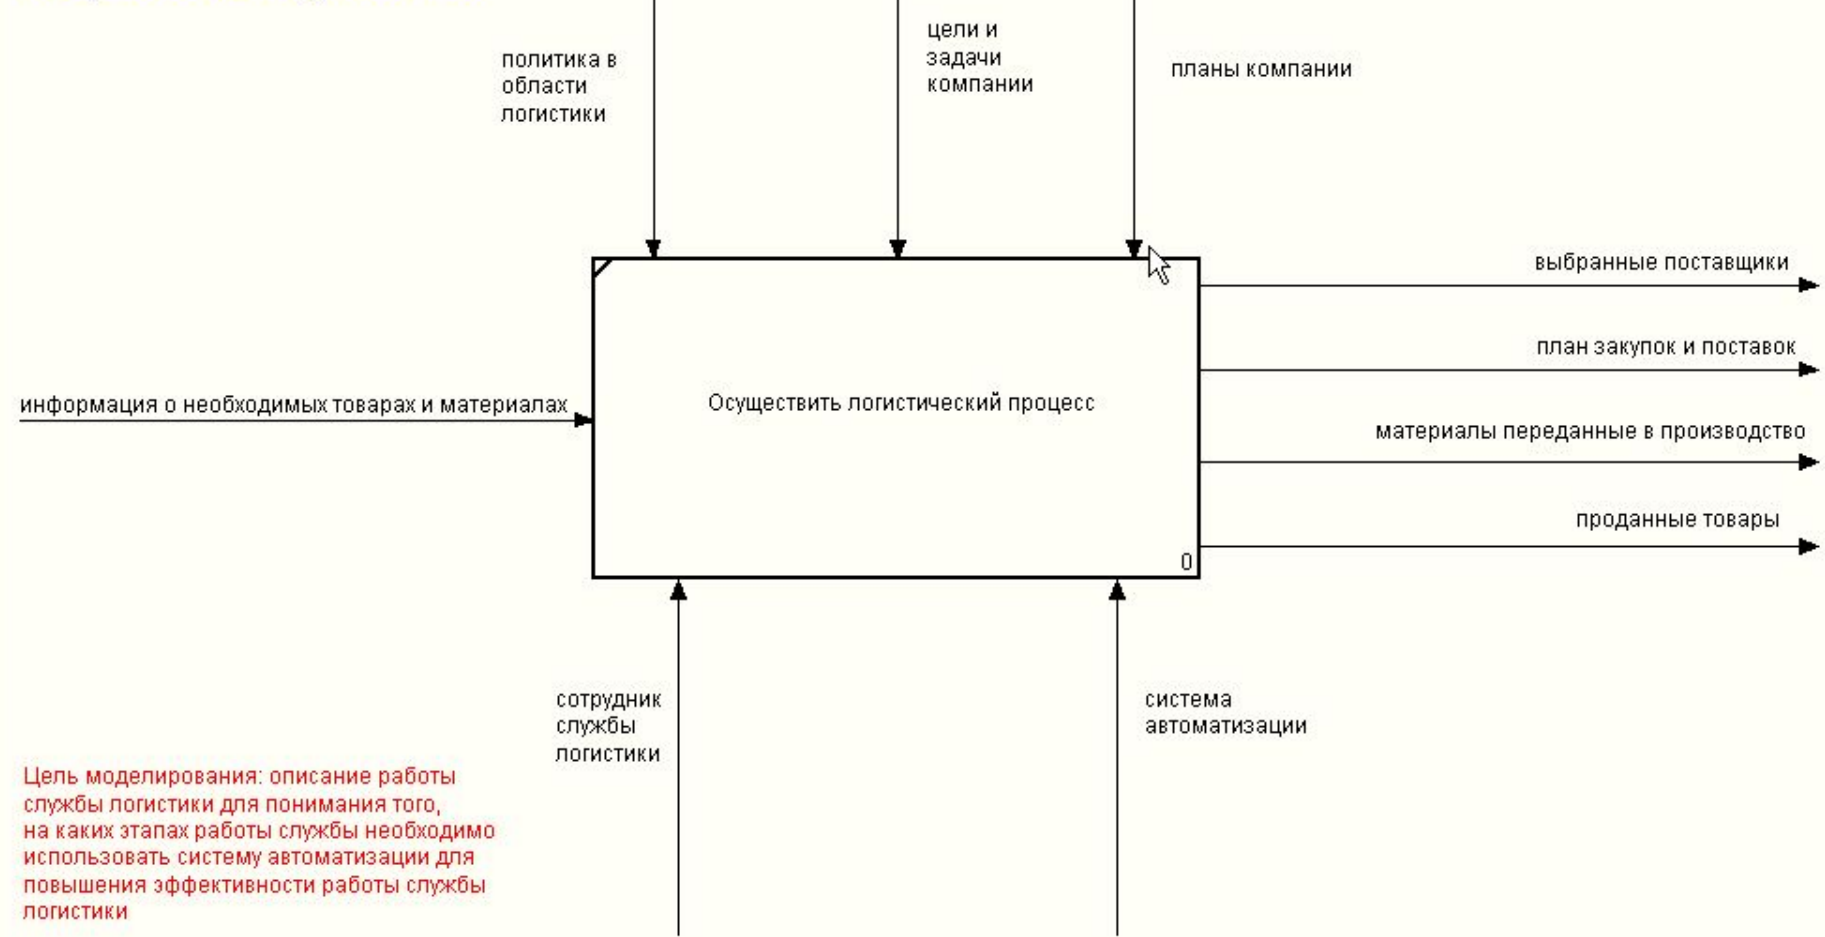 политика в
области
логистики
цели и
задачи
компании
планы компании
выбранные поставщики
план закупок и поставок
информация о необходимых товарах и материалах
Осуществить логистический процесс
материалы переданные в производство
проданные товары
0
сотрудник
службы
логистики
система
автоматизации
Цель моделирования: описание работы
службы логистики для понимания того,
на каких этапах работы службы необходимо
использовать систему автоматизации для
повышения эффективности работы службы
логистики